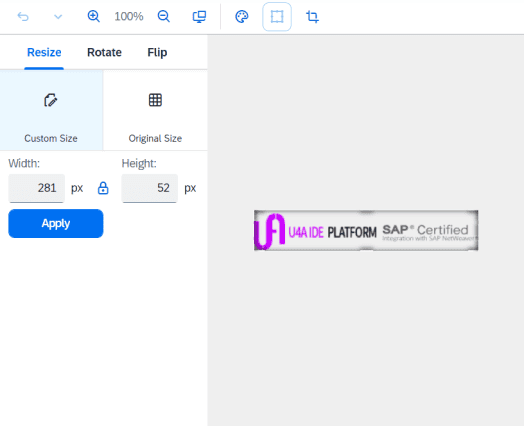 100%
Resize Rotate Flip
Custom Size Original Size
Width: Height:
281 px 52 px
Apply
U4A IDE PLATFORM SAP® Certified
Integration with SAP NetWeaver